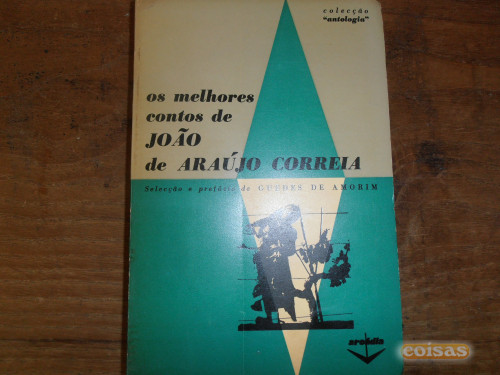 colecção
"antologia"
os melhores
contos de
JOÃO
de ARAÚJO CORREIA
Selecção e prefácio de GUEDES DE AMORIM
arcádia
coisas